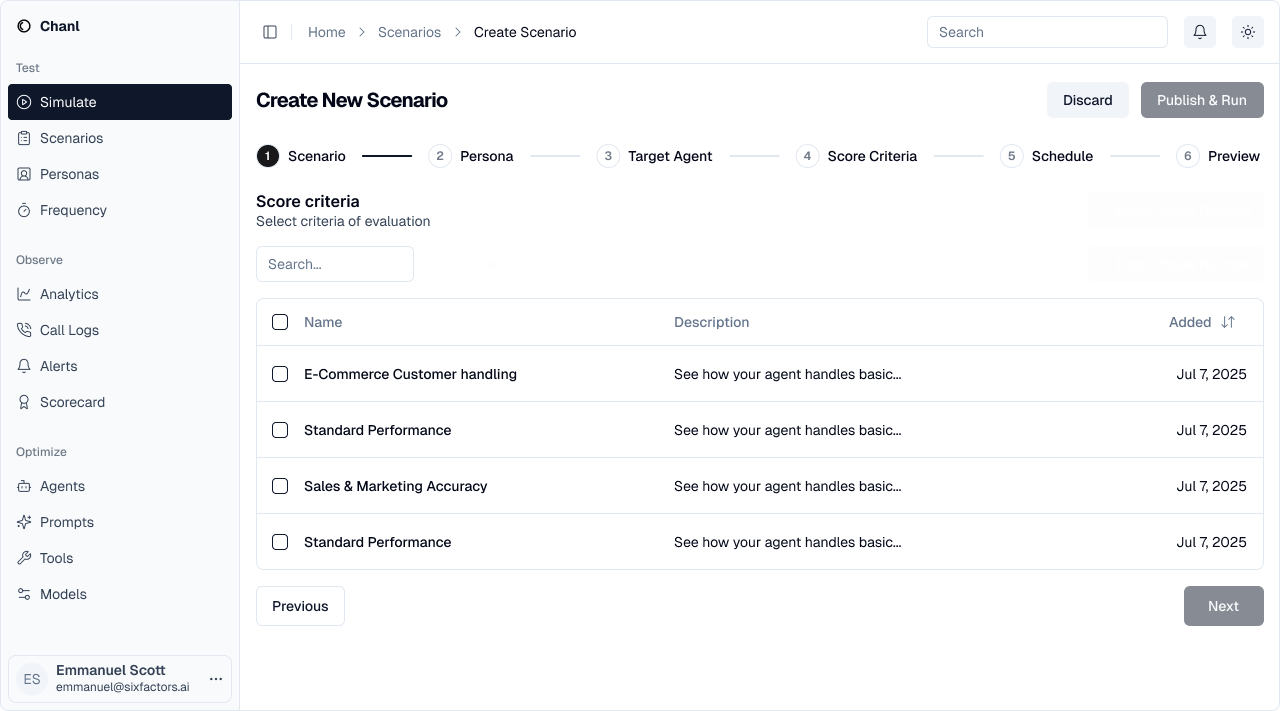 Chanl
Home Scenarios Create Scenario
Search
Test
Simulate
Scenarios
Personas
Frequency
Observe
Analytics
Call Logs
Alerts
Scorecard
Optimize
Agents
Prompts
Tools
Models
ES
Emmanuel Scott
emmanuel@sixfactors.ai
Create New Scenario
Discard
Publish & Run
1 Scenario 2 Persona 3 Target Agent 4 Score Criteria 5 Schedule 6 Preview
Score criteria
Select criteria of evaluation
Search...
Name Description Added
E-Commerce Customer handling See how your agent handles basic... Jul 7, 2025
Standard Performance See how your agent handles basic... Jul 7, 2025
Sales & Marketing Accuracy See how your agent handles basic... Jul 7, 2025
Standard Performance See how your agent handles basic... Jul 7, 2025
Previous
Next